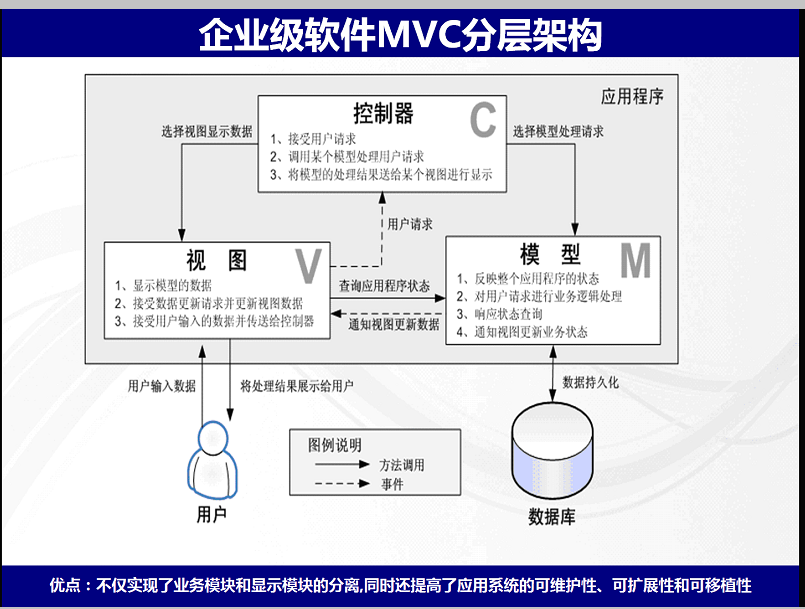 企业级软件MVC分层架构
应用程序
控制器
C
1、接受用户请求
2、调用某个模型处理用户请求
3、将模型的处理结果送给某个视图进行显示
选择视图显示数据
选择模型处理请求
用户请求
视 图
V
1、显示模型的数据
2、接受数据更新请求并更新视图数据
3、接受用户输入的数据并传送给控制器
查询应用程序状态
通知视图更新数据
模 型
M
1、反映整个应用程序的状态
2、对用户请求进行业务逻辑处理
3、响应状态查询
4、通知视图更新业务状态
用户输入数据
将处理结果展示给用户
数据持久化
图例说明
方法调用
事件
用户
数据库
优点：不仅实现了业务模块和显示模块的分离,同时还提高了应用系统的可维护性、可扩展性和可移植性